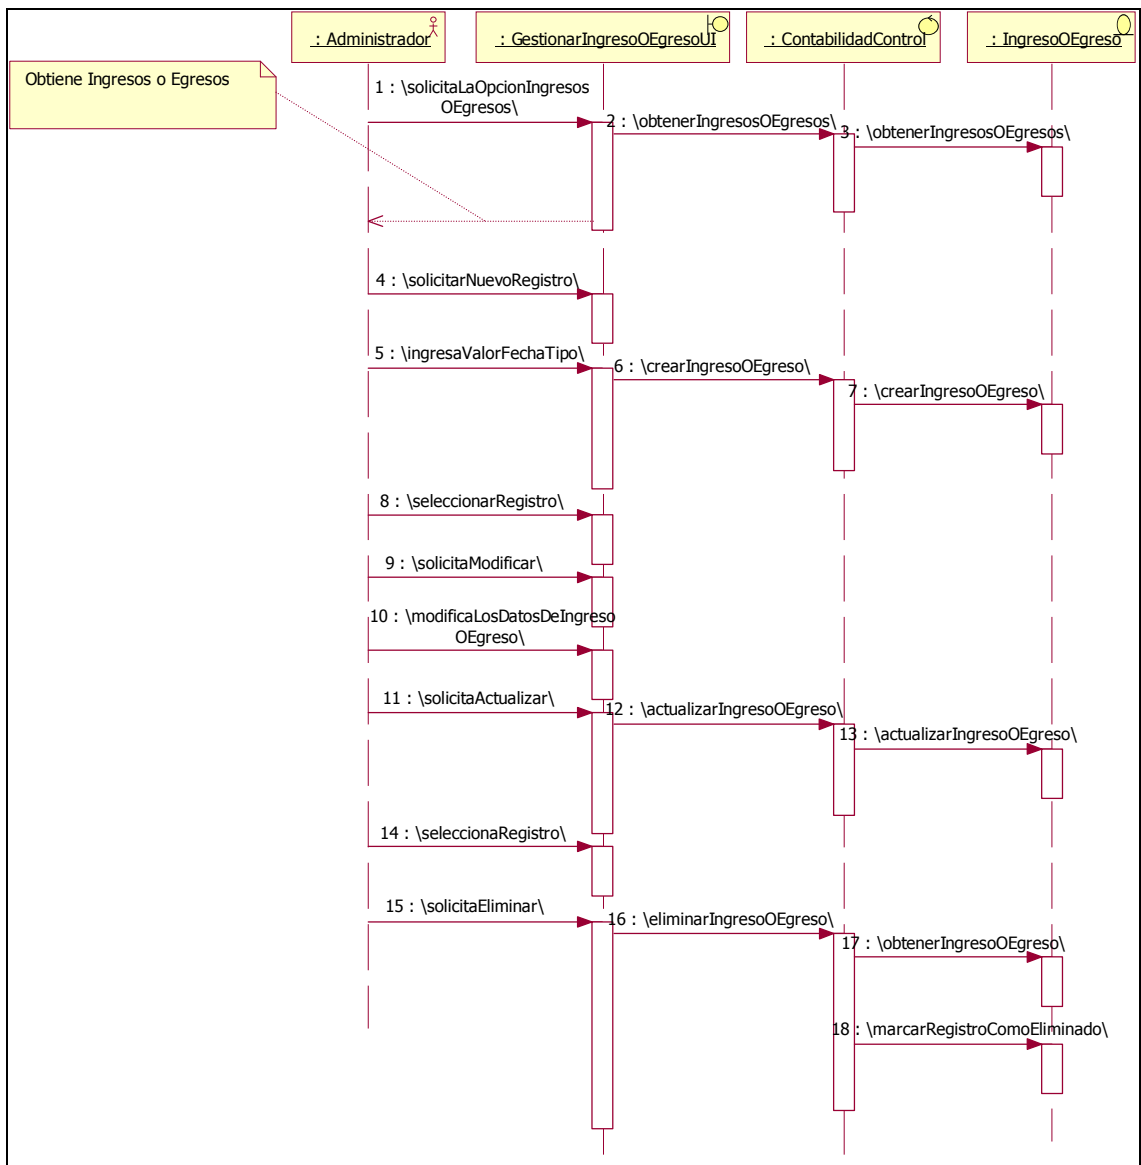 : Administrador
: GestionarIngresoOEgresoUI
: ContabilidadControl
: IngresoOEgreso
Obtiene Ingresos o Egresos
1 : \solicitaLaOpcionIngresos
OEgresos\
2 : \obtenerIngresosOEgresos\
3 : \obtenerIngresosOEgresos\
4 : \solicitarNuevoRegistro\
5 : \ingresaValorFechaTipo\
6 : \crearIngresoOEgreso\
7 : \crearIngresoOEgreso\
8 : \seleccionarRegistro\
9 : \solicitaModificar\
10 : \modificaLosDatosDeIngreso
OEgreso\
11 : \solicitaActualizar\
12 : \actualizarIngresoOEgreso\
13 : \actualizarIngresoOEgreso\
14 : \seleccionaRegistro\
15 : \solicitaEliminar\
16 : \eliminarIngresoOEgreso\
17 : \obtenerIngresoOEgreso\
18 : \marcarRegistroComoEliminado\